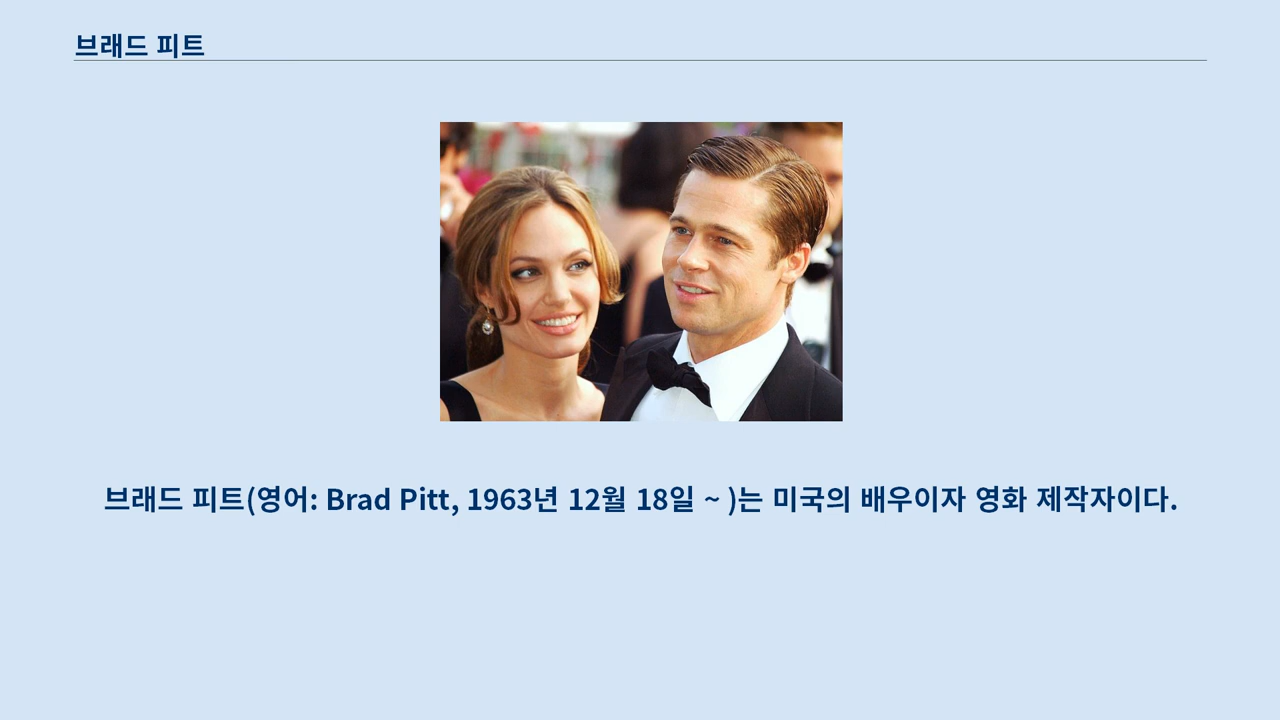 브래드 피트
브래드 피트(영어: Brad Pitt, 1963년 12월 18일 ~ )는 미국의 배우이자 영화 제작자이다.